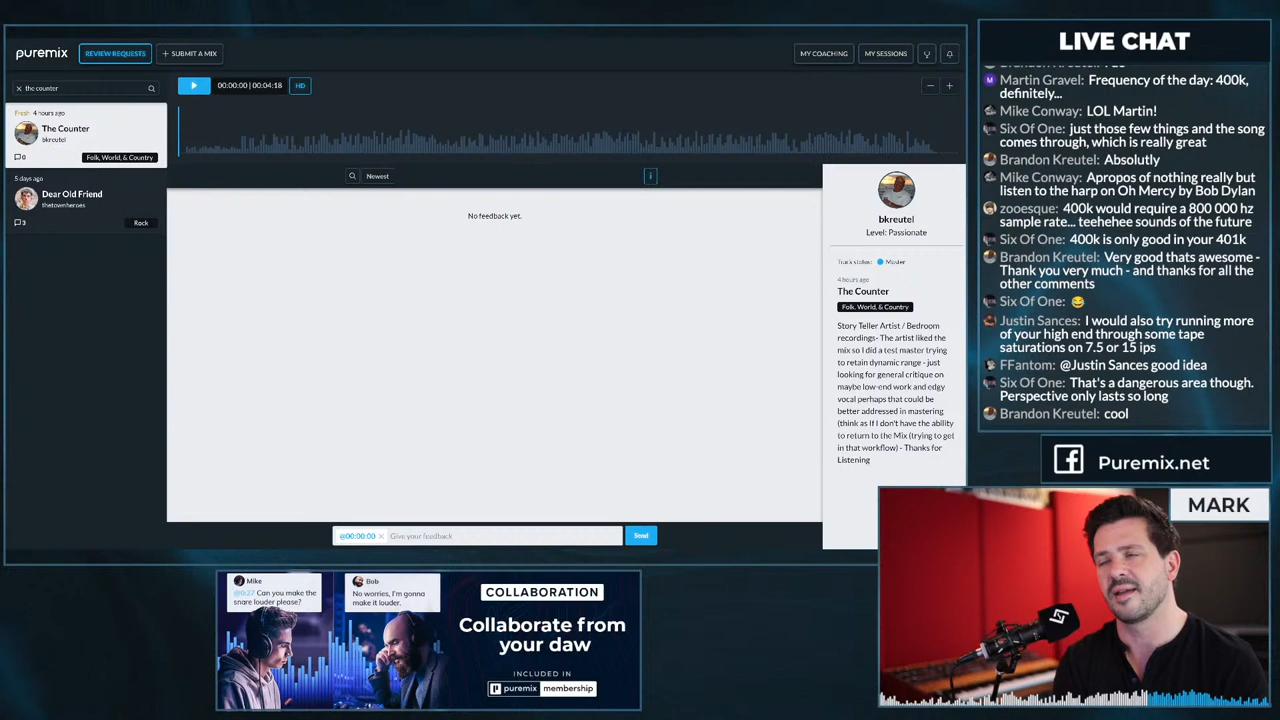 puremix
REVIEW REQUESTS
+ SUBMIT A MIX
MY COACHING
MY SESSIONS
× the counter
00:00:00 | 00:04:18
HD
Fresh 4 hours ago
The Counter
bkreutel
0
Folk, World, & Country
5 days ago
Dear Old Friend
thetownheroes
3
Rock
Newest
i
No feedback yet.
bkreutel
Level: Passionate
Track status: Master
4 hours ago
The Counter
Folk, World, & Country
Story Teller Artist / Bedroom
recordings- The artist liked the
mix so I did a test master trying
to retain dynamic range - just
looking for general critique on
maybe low-end work and edgy
vocal perhaps that could be
better addressed in mastering
(think as If I don't have the ability
to return to the Mix (trying to get
in that workflow) - Thanks for
Listening
@00:00:00 × Give your feedback
Send
LIVE CHAT
M Martin Gravel: Frequency of the day: 400k,
definitely...
Mike Conway: LOL Martin!
Six Of One: just those few things and the song
comes through, which is really great
Brandon Kreutel: Absolutly
Mike Conway: Apropos of nothing really but
listen to the harp on Oh Mercy by Bob Dylan
zooesque: 400k would require a 800 000 hz
sample rate... teehehee sounds of the future
Six Of One: 400k is only good in your 401k
Brandon Kreutel: Very good thats awesome -
Thank you very much - and thanks for all the
other comments
Six Of One: 😂
Justin Sances: I would also try running more
of your high end through some tape
saturations on 7.5 or 15 ips
FFantom: @Justin Sances good idea
Six Of One: That's a dangerous area though.
Perspective only lasts so long
Brandon Kreutel: cool
Puremix.net
MARK
Mike
@0:27 Can you make the
snare louder please?
Bob
No worries, I'm gonna
make it louder.
COLLABORATION
Collaborate from
your daw
INCLUDED IN
puremix membership